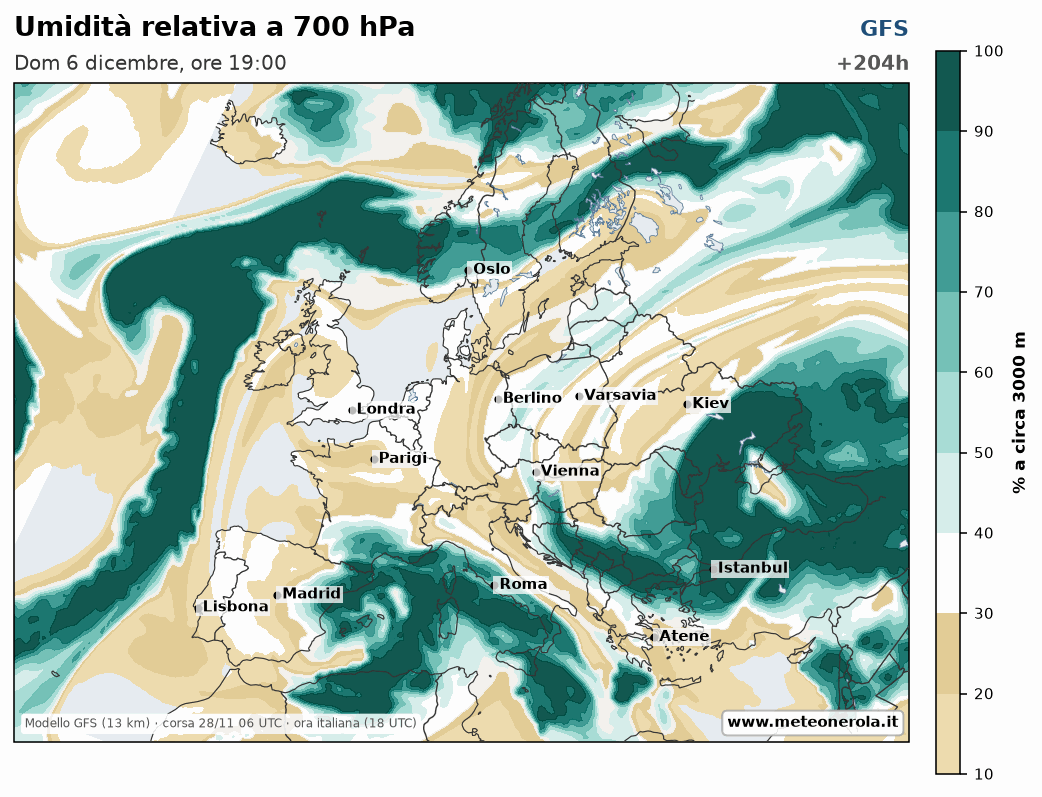 Umidità relativa a 700 hPa
GFS
Dom 6 dicembre, ore 19:00
+204h
100
90
80
70
60
50
40
30
20
10
% a circa 3000 m
Oslo
Berlino
Varsavia
Kiev
Londra
Parigi
Vienna
Istanbul
Roma
Madrid
Lisbona
Atene
Modello GFS (13 km) · corsa 28/11 06 UTC · ora italiana (18 UTC)
www.meteonerola.it